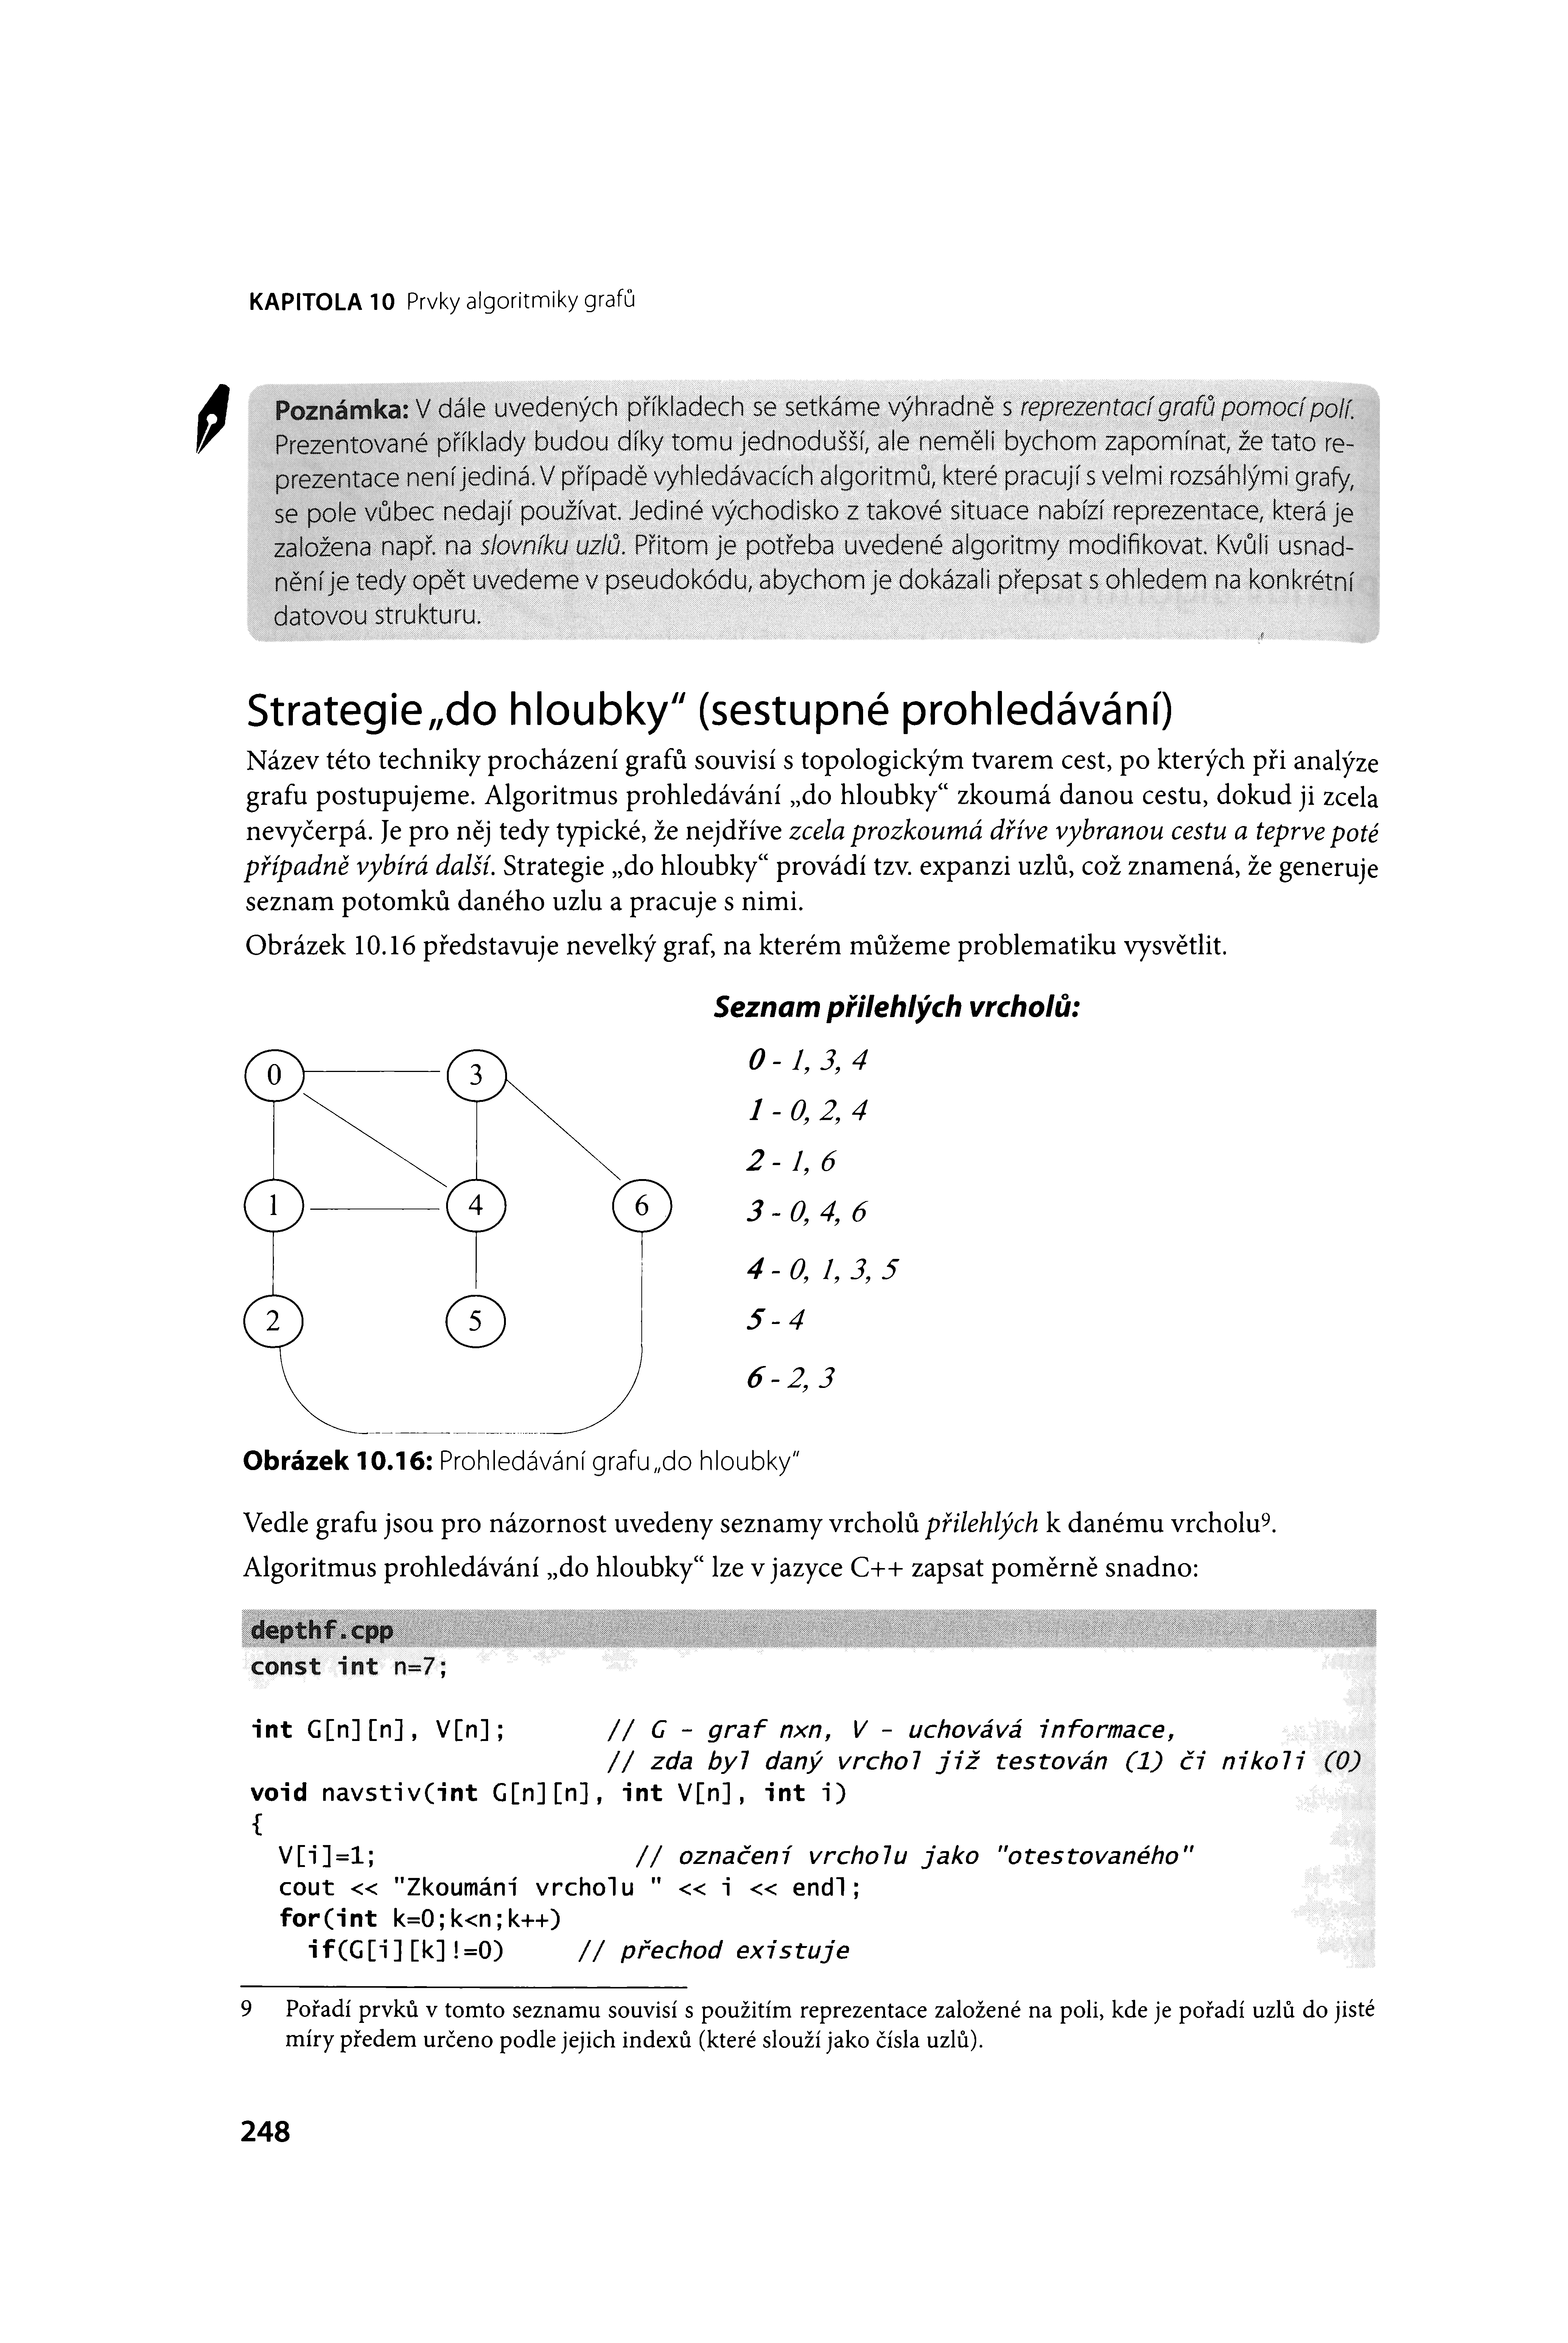 KAPITOLA 10 Prvky algoritmiky grafů
Poznámka: V dále uvedených příkladech se setkáme výhradně s reprezentací grafů pomocí polí.
Prezentované příklady budou díky tomu jednodušší, ale neměli bychom zapomínat, že tato re-
prezentace není jediná. V případě vyhledávacích algoritmů, které pracují s velmi rozsáhlými grafy,
se pole vůbec nedají používat. Jediné východisko z takové situace nabízí reprezentace, která je
založena např. na slovníku uzlů. Přitom je potřeba uvedené algoritmy modifikovat. Kvůli usnad-
nění je tedy opět uvedeme v pseudokódu, abychom je dokázali přepsat s ohledem na konkrétní
datovou strukturu.
Strategie „do hloubky" (sestupné prohledávání)
Název této techniky procházení grafů souvisí s topologickým tvarem cest, po kterých při analýze
grafu postupujeme. Algoritmus prohledávání „do hloubky“ zkoumá danou cestu, dokud ji zcela
nevyčerpá. Je pro něj tedy typické, že nejdříve zcela prozkoumá dříve vybranou cestu a teprve poté
případně vybírá další. Strategie „do hloubky“ provádí tzv. expanzi uzlů, což znamená, že generuje
seznam potomků daného uzlu a pracuje s nimi.
Obrázek 10.16 představuje nevelký graf, na kterém můžeme problematiku vysvětlit.
Seznam přilehlých vrcholů:
0 3
1 4 6
2 5
0 - 1, 3, 4
1 - 0, 2, 4
2 - 1, 6
3 - 0, 4, 6
4 - 0, 1, 3, 5
5 - 4
6 - 2, 3
Obrázek 10.16: Prohledávání grafu „do hloubky"
Vedle grafu jsou pro názornost uvedeny seznamy vrcholů přilehlých k danému vrcholu⁹.
Algoritmus prohledávání „do hloubky“ lze v jazyce C++ zapsat poměrně snadno:
depthf.cpp
const int n=7;
int G[n][n], V[n]; // G - graf nxn, V - uchovává informace,
// zda byl daný vrchol již testován (1) či nikoli (0)
void navstiv(int G[n][n], int V[n], int i)
{
V[i]=1; // označení vrcholu jako "otestovaného"
cout << "Zkoumání vrcholu " << i << endl;
for(int k=0;k<n;k++)
if(G[i][k]!=0) // přechod existuje
9 Pořadí prvků v tomto seznamu souvisí s použitím reprezentace založené na poli, kde je pořadí uzlů do jisté
míry předem určeno podle jejich indexů (které slouží jako čísla uzlů).
248